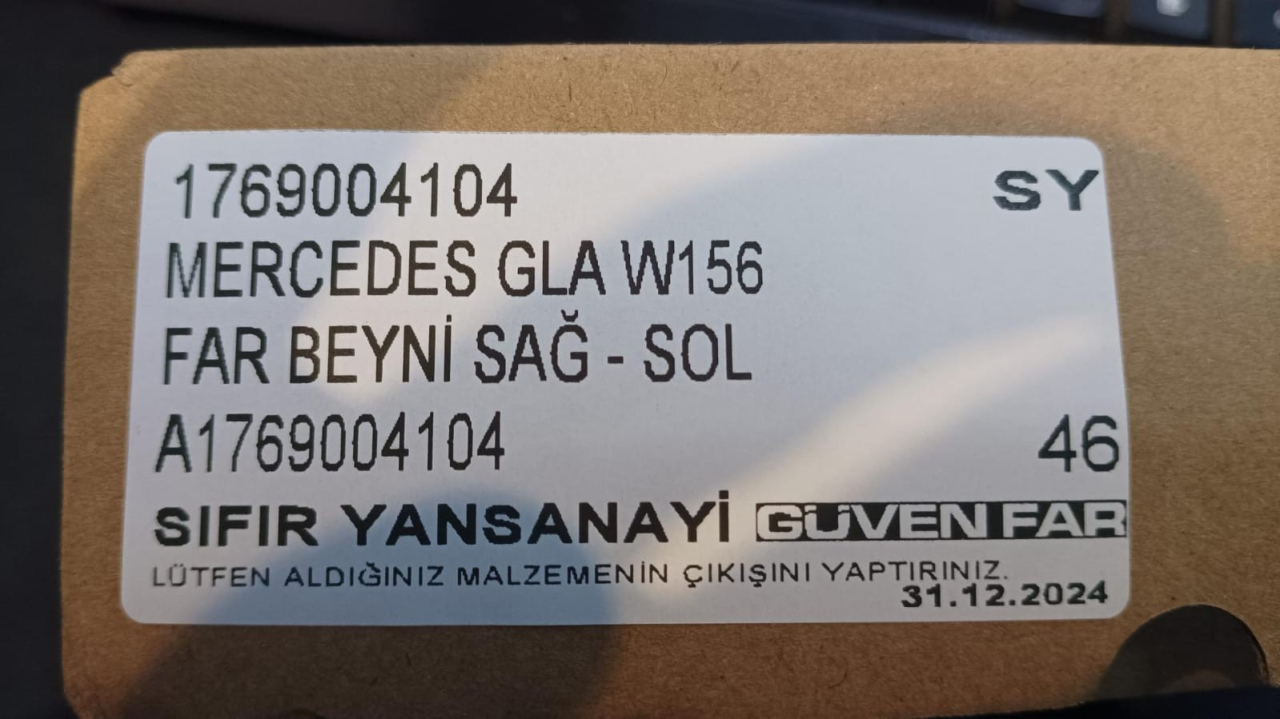 1769004104 SY
MERCEDES GLA W156
FAR BEYNİ SAĞ - SOL
A1769004104 46
SIFIR YANSANAYİ GÜVEN FAR
LÜTFEN ALDIĞINIZ MALZEMENİN ÇIKIŞINI YAPTIRINIZ.
31.12.2024